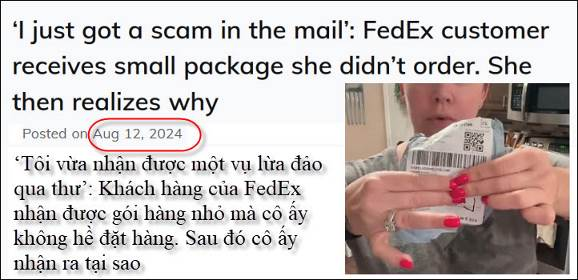 ‘I just got a scam in the mail’: FedEx customer
receives small package she didn’t order. She
then realizes why
Posted on Aug 12, 2024
‘Tôi vừa nhận được một vụ lừa đảo
qua thư’: Khách hàng của FedEx
nhận được gói hàng nhỏ mà cô ấy
không hề đặt hàng. Sau đó cô ấy
nhận ra tại sao